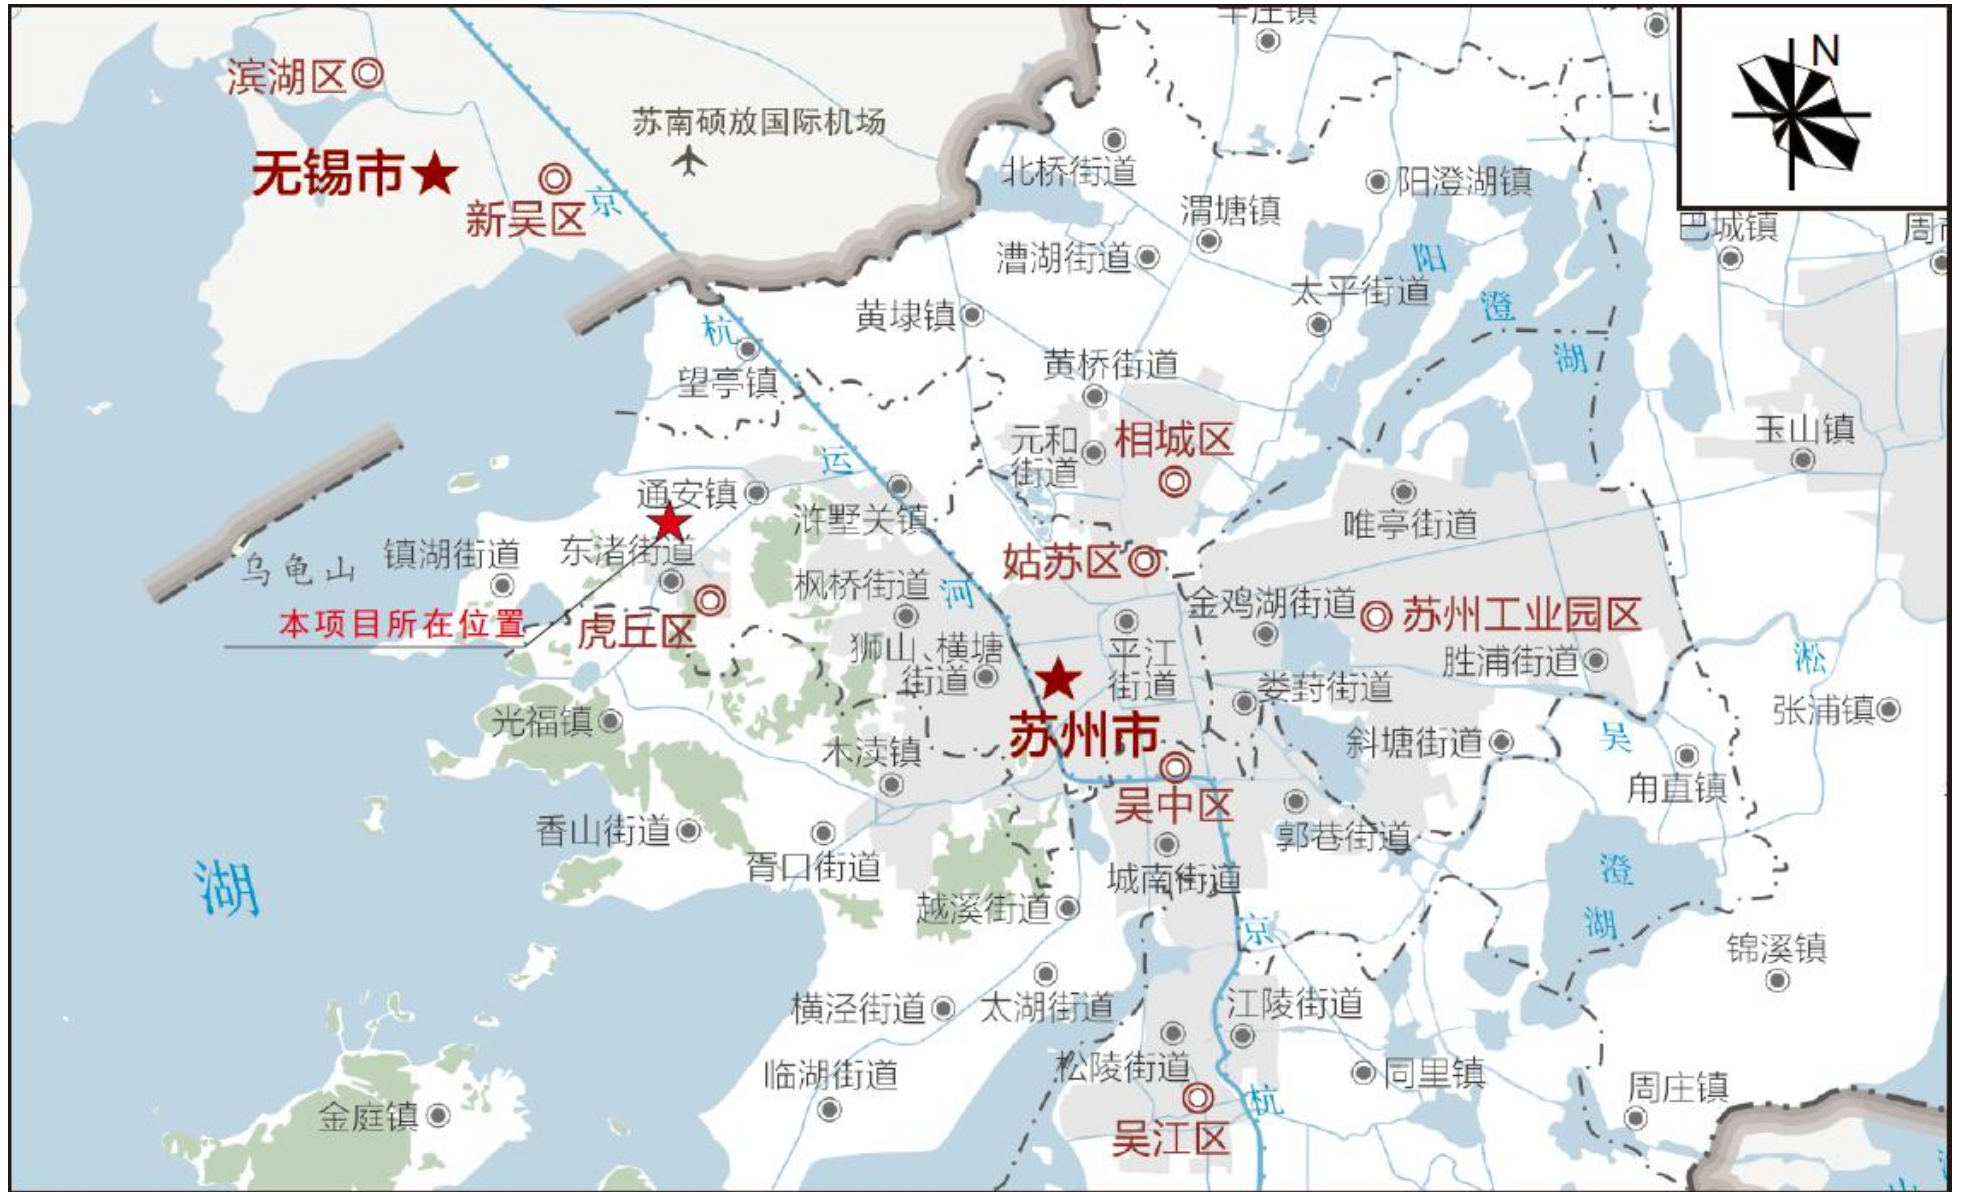 辛庄镇
N
滨湖区
苏南硕放国际机场
无锡市
新吴区
京
北桥街道
阳澄湖镇
渭塘镇
巴城镇
漕湖街道
阳
太平街道
澄
黄埭镇
杭
湖
望亭镇
黄桥街道
玉山镇
元和
街道
相城区
运
通安镇
浒墅关镇
唯亭街道
乌龟山
镇湖街道
东渚街道
姑苏区
枫桥街道
河
金鸡湖街道
苏州工业园区
本项目所在位置
虎丘区
狮山、横塘
街道
平江
街道
胜浦街道
淞
娄葑街道
光福镇
张浦镇
苏州市
木渎镇
斜塘街道
吴
甪直镇
吴中区
香山街道
胥口街道
郭巷街道
湖
城南街道
澄
越溪街道
湖
京
锦溪镇
横泾街道
太湖街道
江陵街道
临湖街道
松陵街道
同里镇
周庄镇
金庭镇
杭
吴江区